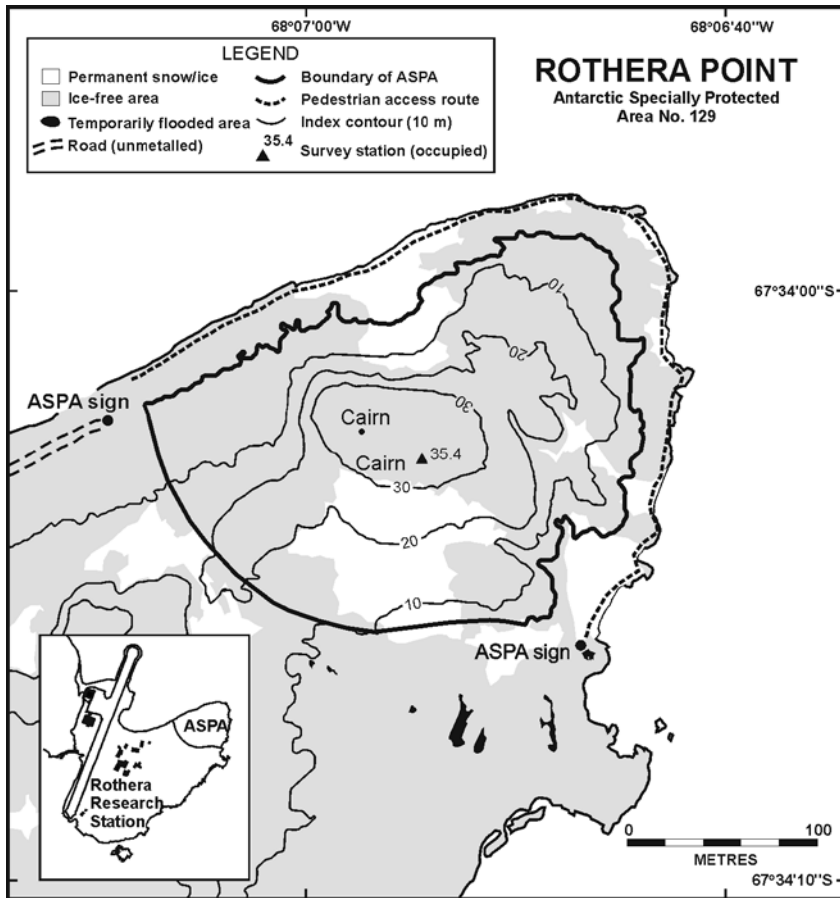 68°07'00"W
68°06'40"W
LEGEND
Permanent snow/ice
Ice-free area
Temporarily flooded area
Road (unmetalled)
Boundary of ASPA
Pedestrian access route
Index contour (10 m)
35.4
Survey station (occupied)
ROTHERA POINT
Antarctic Specially Protected
Area No. 129
67°34'00"S
10
20
30
ASPA sign
Cairn
Cairn
35.4
30
20
10
ASPA sign
ASPA
Rothera
Research
Station
0
100
METRES
67°34'10"S